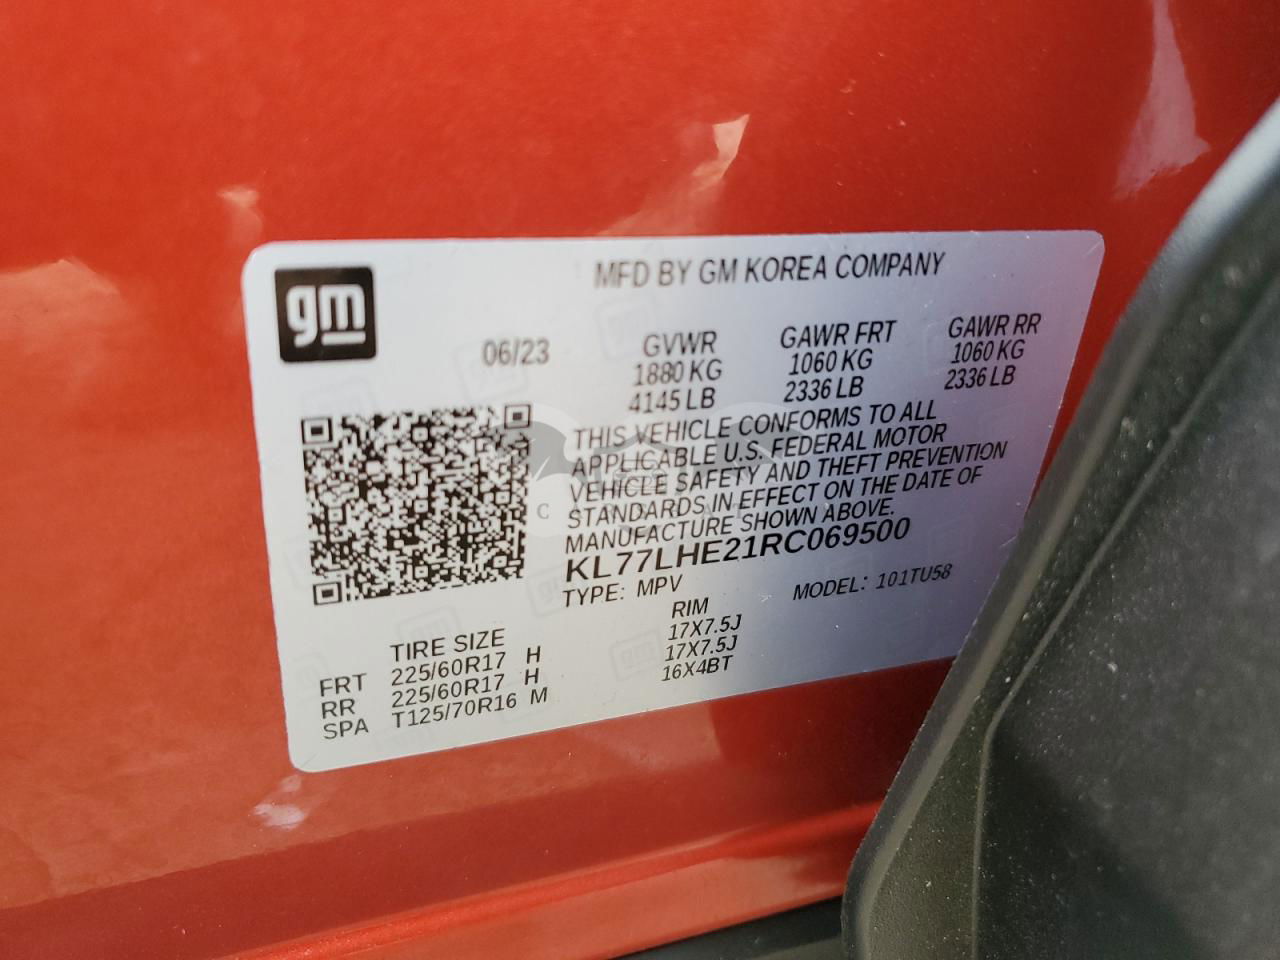 gm
MFD BY GM KOREA COMPANY
06/23 GVWR GAWR FRT GAWR RR
1880 KG 1060 KG 1060 KG
4145 LB 2336 LB 2336 LB
THIS VEHICLE CONFORMS TO ALL
APPLICABLE U.S. FEDERAL MOTOR
VEHICLE SAFETY AND THEFT PREVENTION
STANDARDS IN EFFECT ON THE DATE OF
MANUFACTURE SHOWN ABOVE.
KL77LHE21RC069500
TYPE: MPV MODEL: 101TU58
TIRE SIZE RIM
FRT 225/60R17 H 17X7.5J
RR 225/60R17 H 17X7.5J
SPA T125/70R16 M 16X4BT